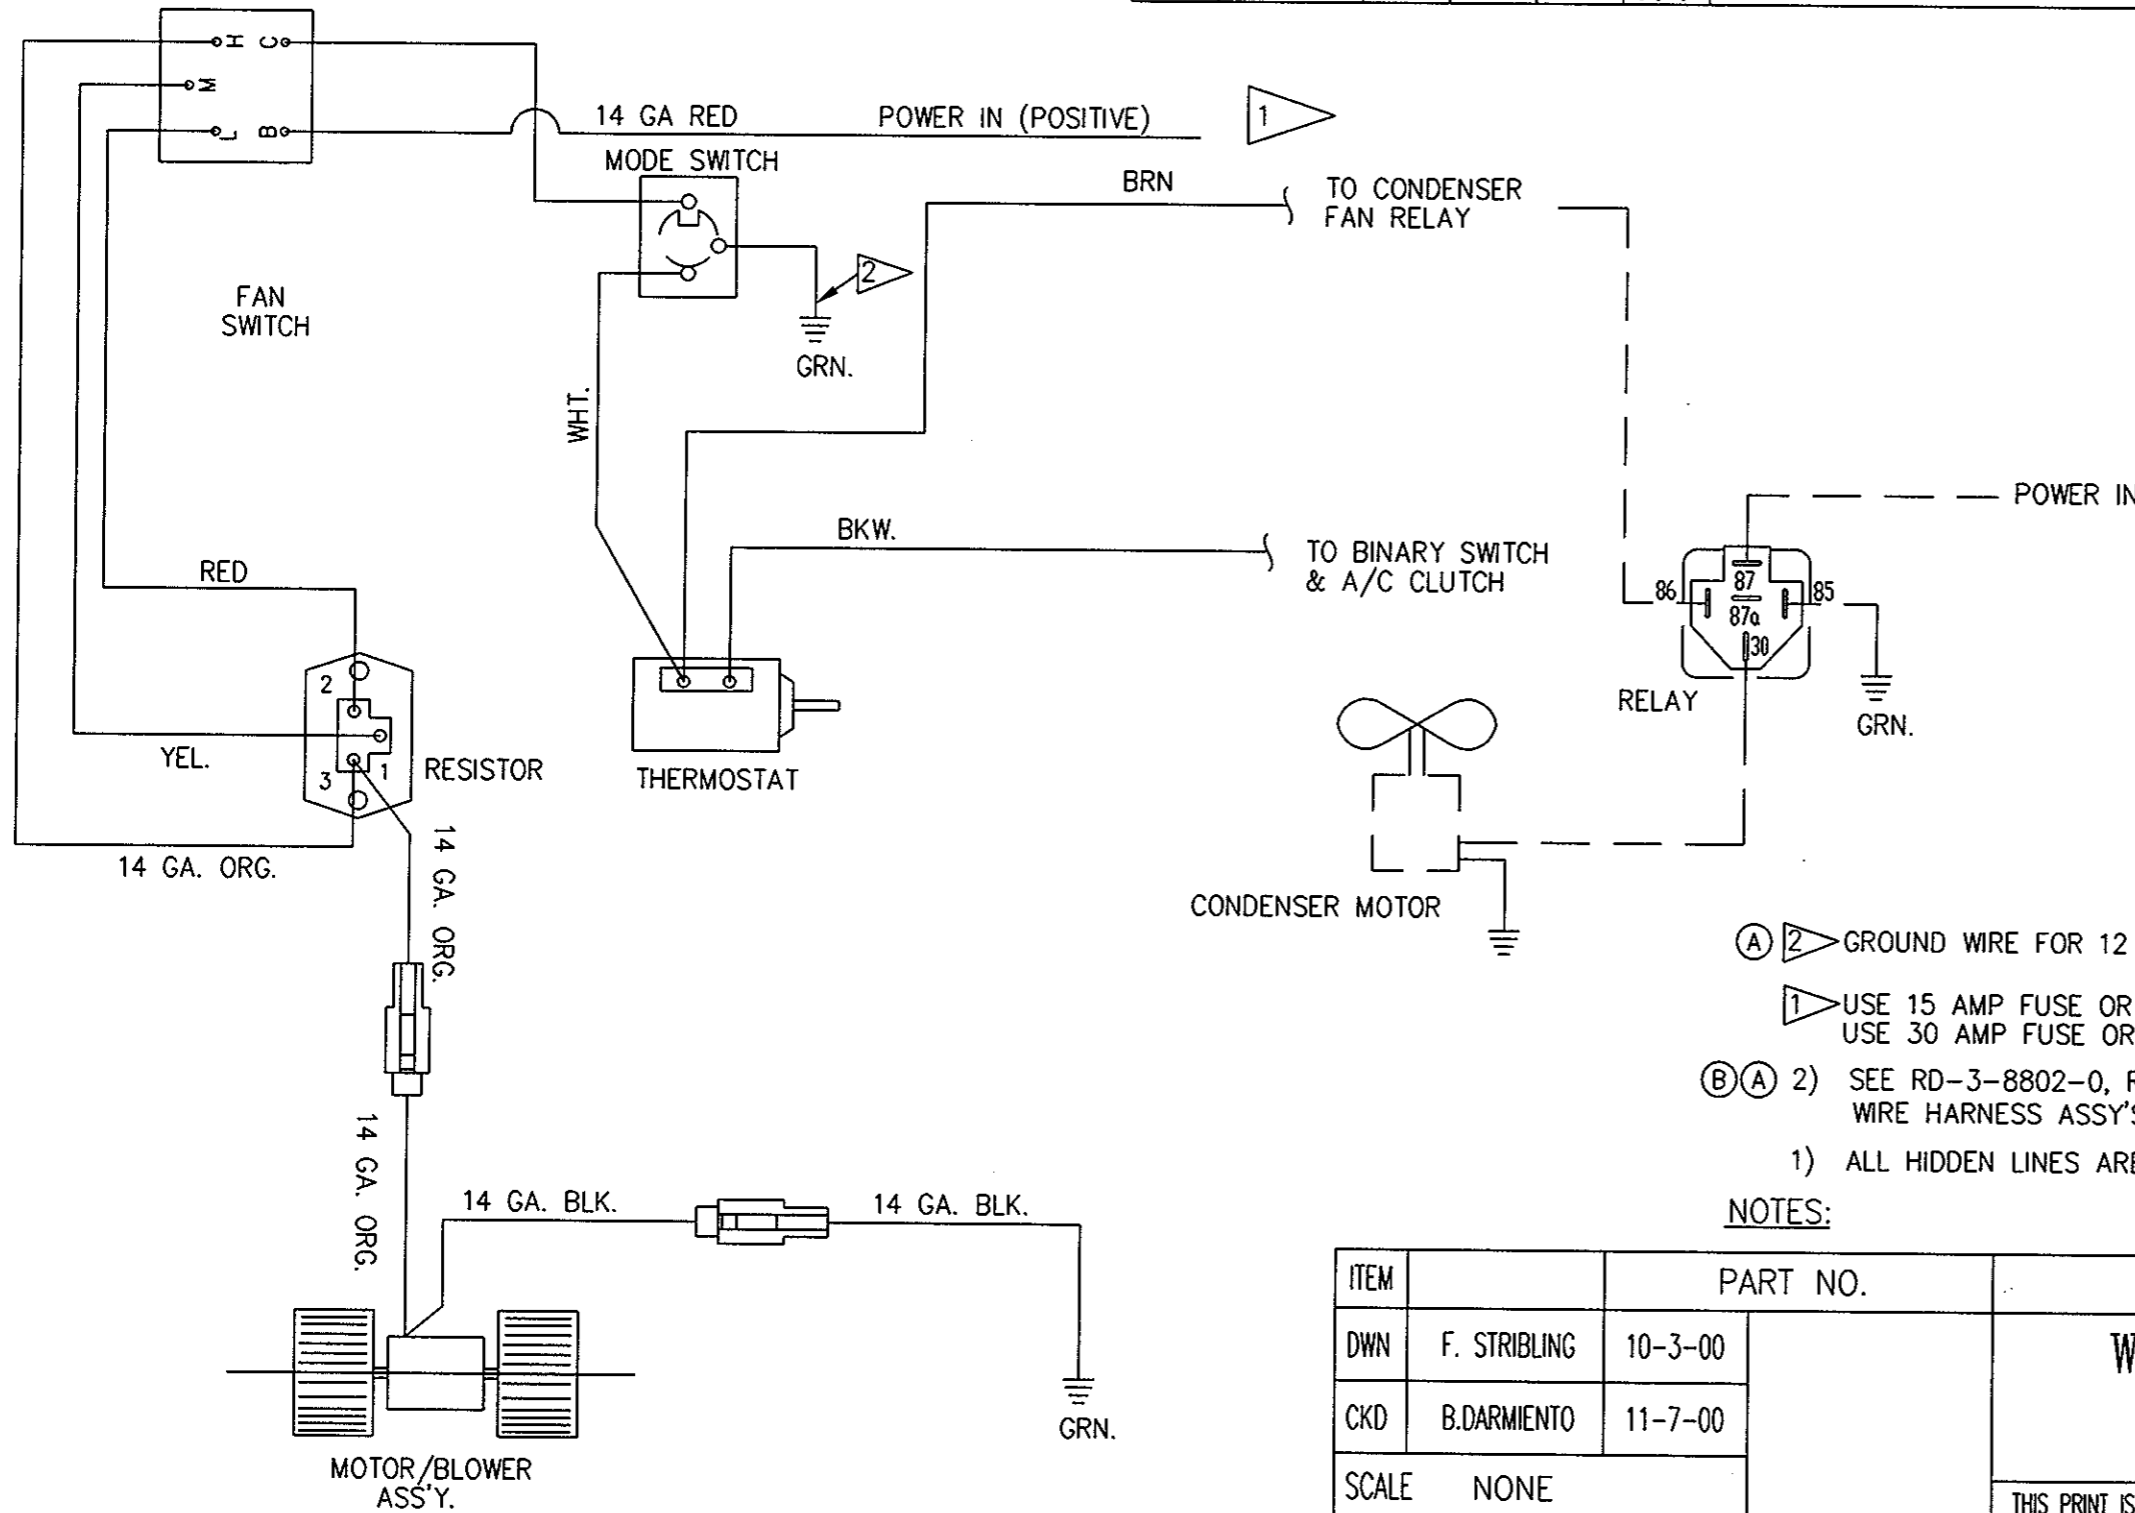 H C
M
L B
14 GA RED
POWER IN (POSITIVE)
1
MODE SWITCH
BRN
TO CONDENSER
FAN RELAY
2
FAN
SWITCH
GRN.
WHT.
POWER IN
BKW.
TO BINARY SWITCH
& A/C CLUTCH
RED
86
87
85
87a
30
RELAY
GRN.
2
YEL.
RESISTOR
3
1
THERMOSTAT
14 GA. ORG.
14 GA. ORG.
CONDENSER MOTOR
A 2 GROUND WIRE FOR 12
1 USE 15 AMP FUSE OR
USE 30 AMP FUSE OR
B A 2) SEE RD-3-8802-0,
WIRE HARNESS ASSY'S
1) ALL HIDDEN LINES ARE
NOTES:
14 GA. ORG.
14 GA. BLK.
14 GA. BLK.
GRN.
MOTOR/BLOWER
ASS'Y.
ITEM PART NO.
DWN F. STRIBLING 10-3-00
W
CKD B.DARMIENTO 11-7-00
SCALE NONE
THIS PRINT IS